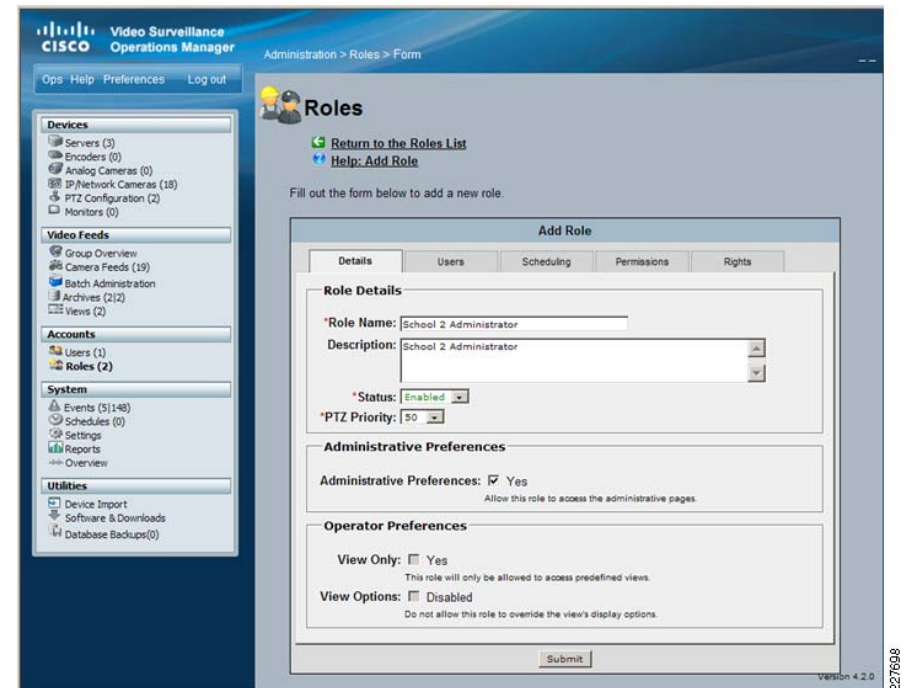 CISCO
Video Surveillance
Operations Manager
Administration > Roles > Form
Ops Help Preferences Log out
Devices
Servers (3)
Encoders (0)
Analog Cameras (0)
IP/Network Cameras (18)
PTZ Configuration (2)
Monitors (0)
Video Feeds
Group Overview
Camera Feeds (19)
Batch Administration
Archives (2|2)
Views (2)
Accounts
Users (1)
Roles (2)
System
Events (5|148)
Schedules (0)
Settings
Reports
Overview
Utilities
Device Import
Software & Downloads
Database Backups(0)
Roles
Return to the Roles List
Help: Add Role
Fill out the form below to add a new role.
Add Role
Details Users Scheduling Permissions Rights
Role Details
*Role Name: School 2 Administrator
Description: School 2 Administrator
*Status: Enabled
*PTZ Priority: 50
Administrative Preferences
Administrative Preferences: Yes
Allow this role to access the administrative pages.
Operator Preferences
View Only: Yes
This role will only be allowed to access predefined views.
View Options: Disabled
Do not allow this role to override the view's display options.
Submit
Version 4.2.0
227698